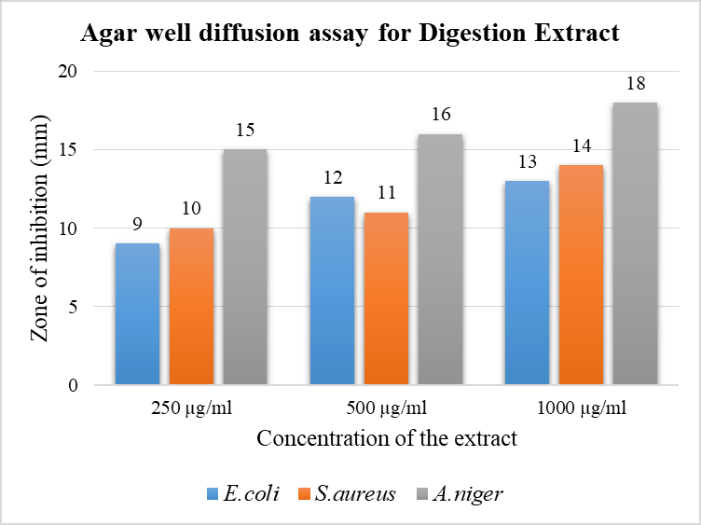 Agar well diffusion assay for Digestion Extract
Zone of inhibition (mm)
20
15
10
5
0
9
10
15
12
11
16
13
14
18
250 µg/ml
500 µg/ml
1000 µg/ml
Concentration of the extract
E.coli S.aureus A.niger